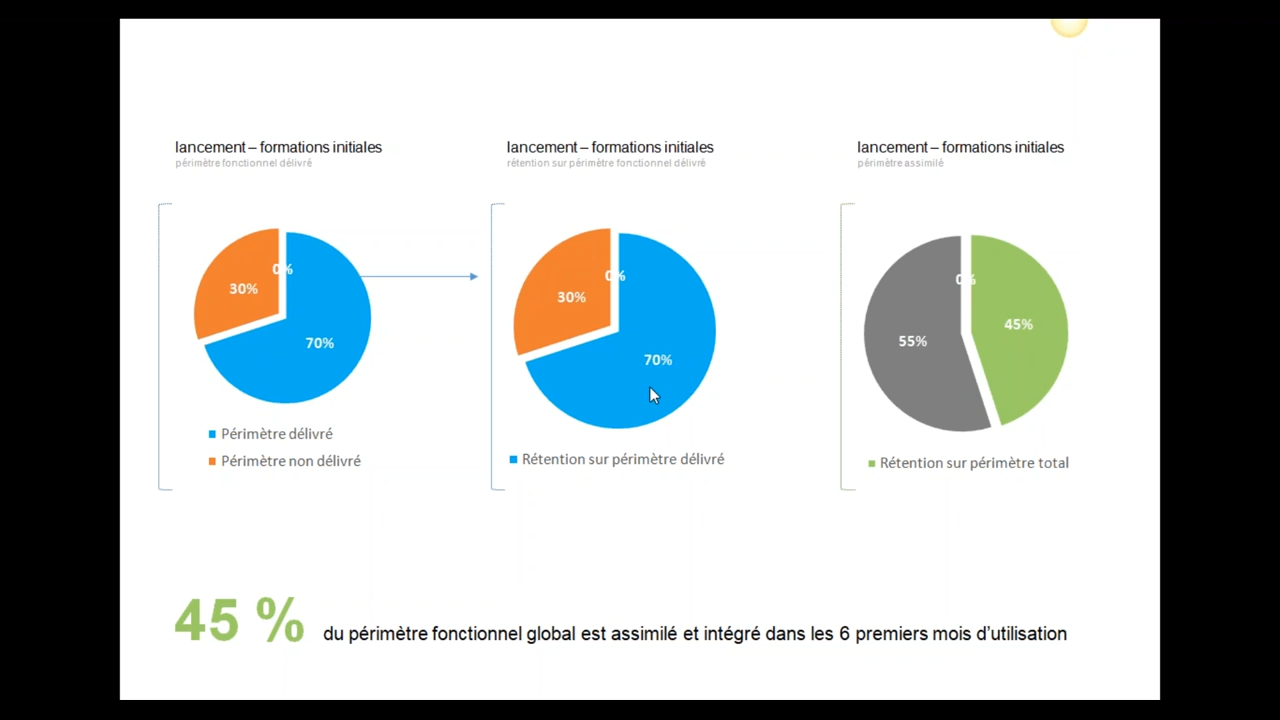 lancement – formations initiales
périmètre fonctionnel délivré
30%
0%
70%
Périmètre délivré
Périmètre non délivré
lancement – formations initiales
rétention sur périmètre fonctionnel délivré
30%
0%
70%
Rétention sur périmètre délivré
lancement – formations initiales
périmètre assimilé
55%
0%
45%
Rétention sur périmètre total
45 % du périmètre fonctionnel global est assimilé et intégré dans les 6 premiers mois d’utilisation